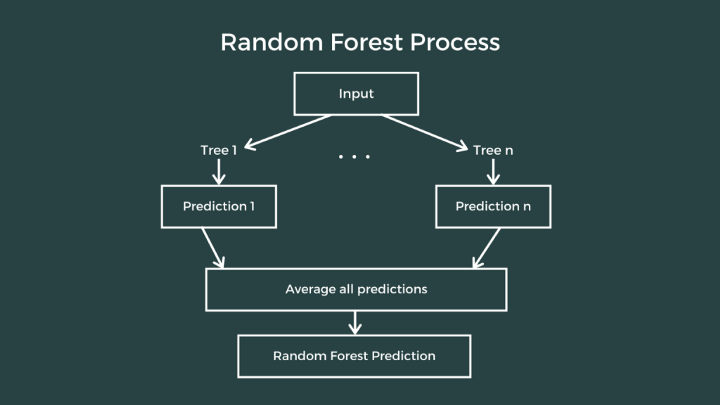 Random Forest Process
Input
Tree 1
. . .
Tree n
Prediction 1
Prediction n
Average all predictions
Random Forest Prediction